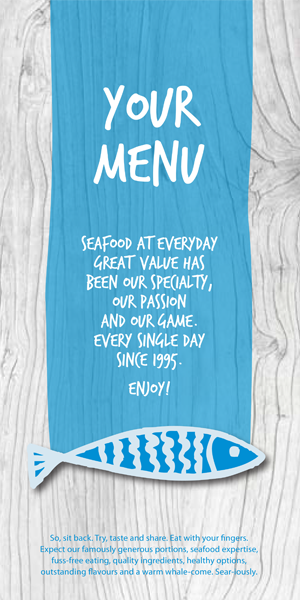 YOUR
MENU
SEAFOOD AT EVERYDAY
GREAT VALUE HAS
BEEN OUR SPECIALTY,
OUR PASSION
AND OUR GAME.
EVERY SINGLE DAY
SINCE 1995.
ENJOY!
So, sit back. Try, taste and share. Eat with your fingers.
Expect our famously generous portions, seafood expertise,
fuss-free eating, quality ingredients, healthy options,
outstanding flavours and a warm whale-come. Sear-iously.